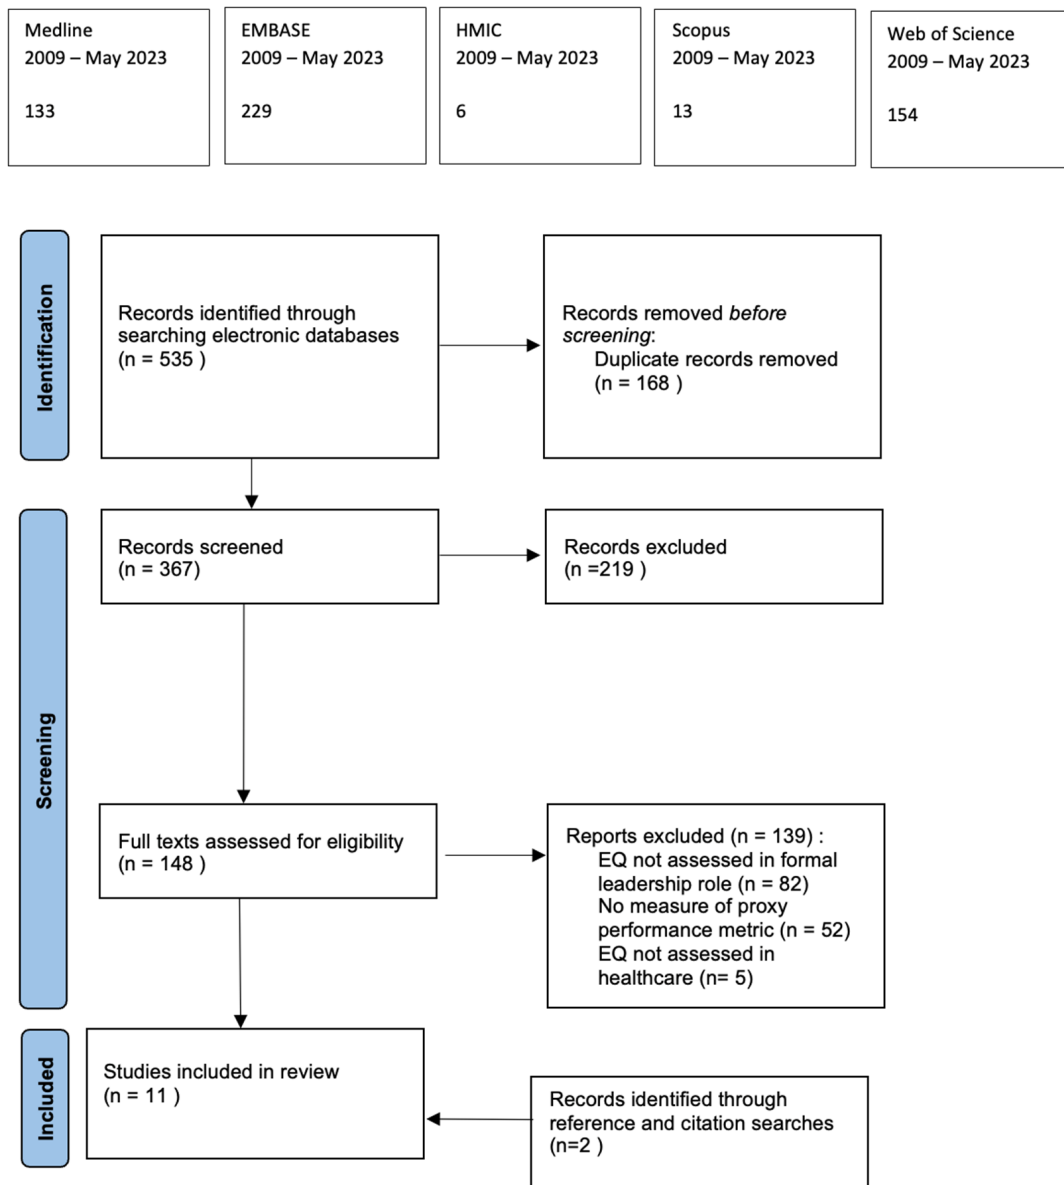 Medline
2009 – May 2023
133
EMBASE
2009 – May 2023
229
HMIC
2009 – May 2023
6
Scopus
2009 – May 2023
13
Web of Science
2009 – May 2023
154
Identification
Records identified through
searching electronic databases
(n = 535 )
Records removed before
screening:
Duplicate records removed
(n = 168 )
Screening
Records screened
(n = 367)
Records excluded
(n =219 )
Full texts assessed for eligibility
(n = 148 )
Reports excluded (n = 139) :
EQ not assessed in formal
leadership role (n = 82)
No measure of proxy
performance metric (n = 52)
EQ not assessed in
healthcare (n= 5)
Included
Studies included in review
(n = 11 )
Records identified through
reference and citation searches
(n=2 )